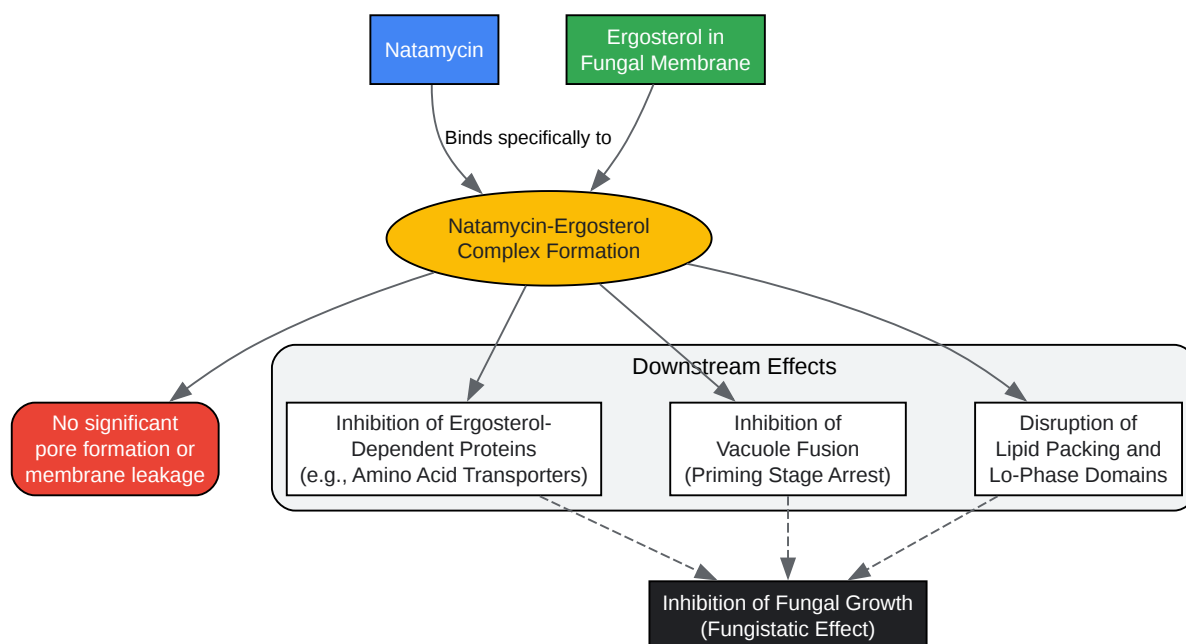 Natamycin
Ergosterol in
Fungal Membrane
Binds specifically to
Natamycin-Ergosterol
Complex Formation
Downstream Effects
No significant
pore formation or
membrane leakage
Inhibition of Ergosterol-
Dependent Proteins
(e.g., Amino Acid Transporters)
Inhibition of
Vacuole Fusion
(Priming Stage Arrest)
Disruption of
Lipid Packing and
Lo-Phase Domains
Inhibition of Fungal Growth
(Fungistatic Effect)